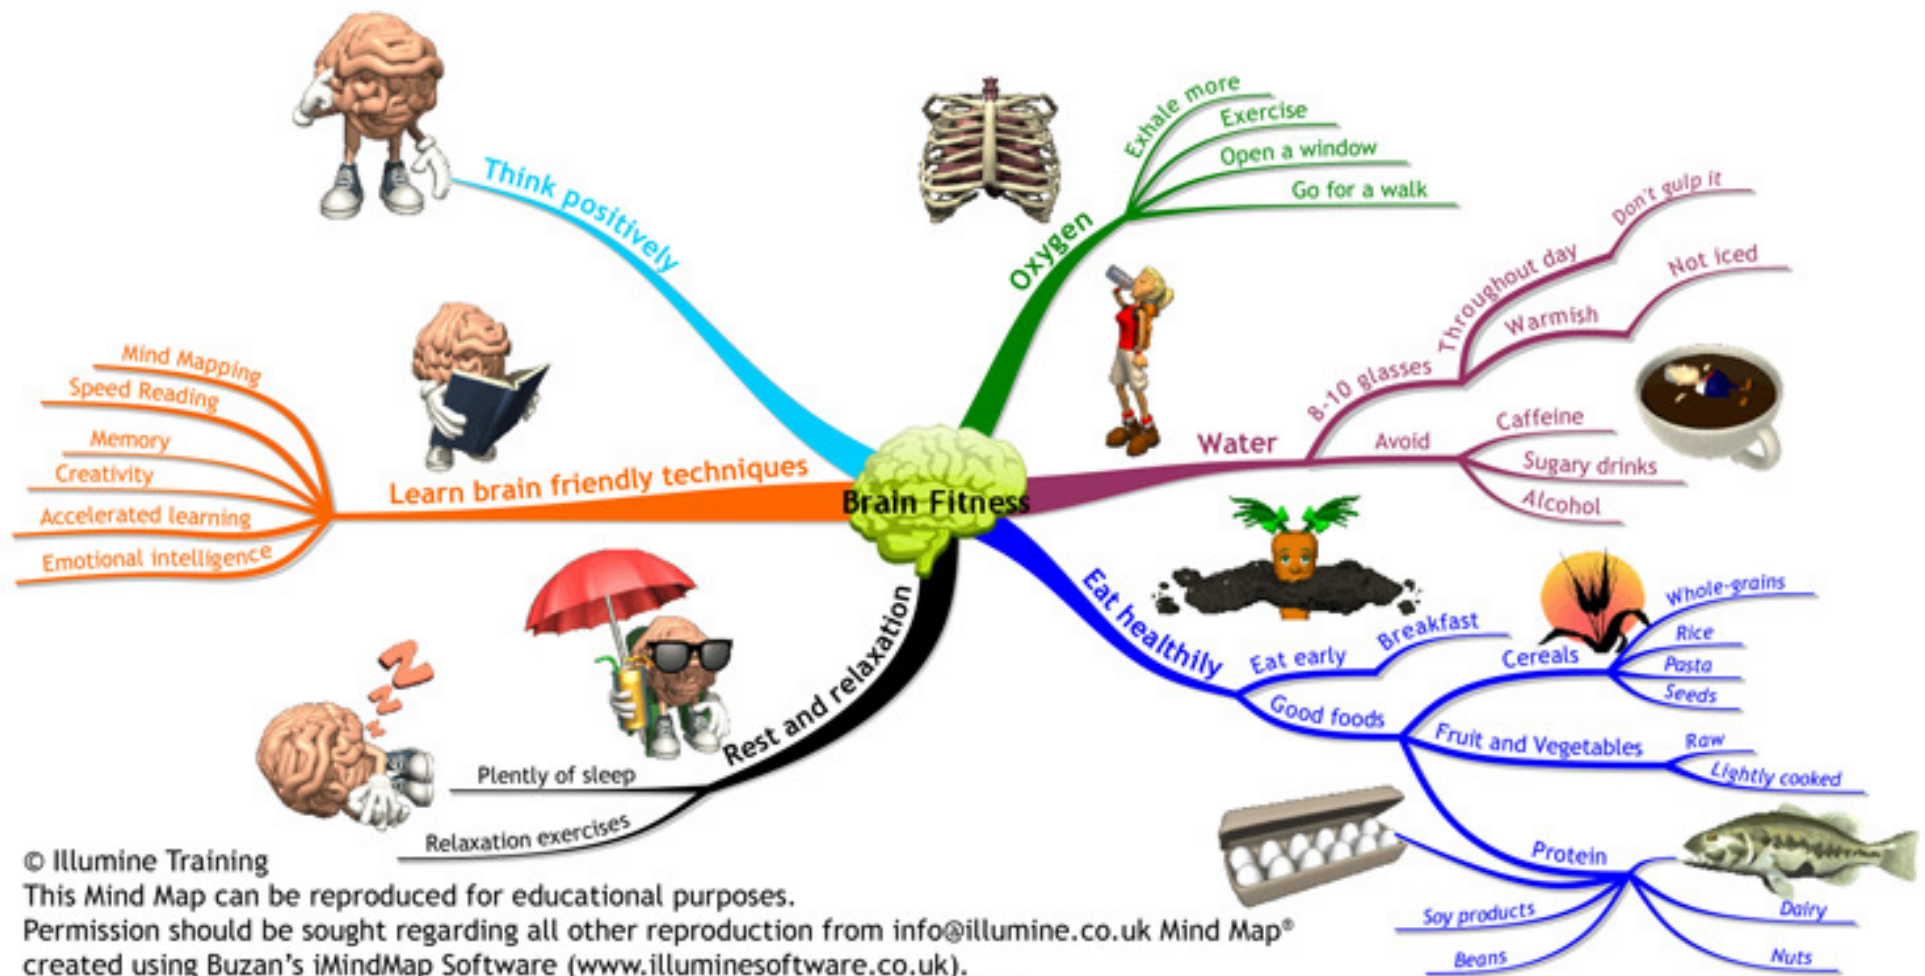 Brain Fitness
Think positively
Oxygen
Exhale more
Exercise
Open a window
Go for a walk
Water
8-10 glasses
Throughout day
Don't gulp it
Warmish
Not iced
Avoid
Caffeine
Sugary drinks
Alcohol
Eat healthily
Eat early
Breakfast
Good foods
Cereals
Whole-grains
Rice
Pasta
Seeds
Fruit and Vegetables
Raw
Lightly cooked
Protein
Dairy
Nuts
Soy products
Beans
Rest and relaxation
Plently of sleep
Relaxation exercises
Z
Z
Z
Learn brain friendly techniques
Mind Mapping
Speed Reading
Memory
Creativity
Accelerated learning
Emotional intelligence
© Illumine Training
This Mind Map can be reproduced for educational purposes.
Permission should be sought regarding all other reproduction from info@illumine.co.uk Mind Map®
created using Buzan's iMindMap Software (www.illuminesoftware.co.uk).